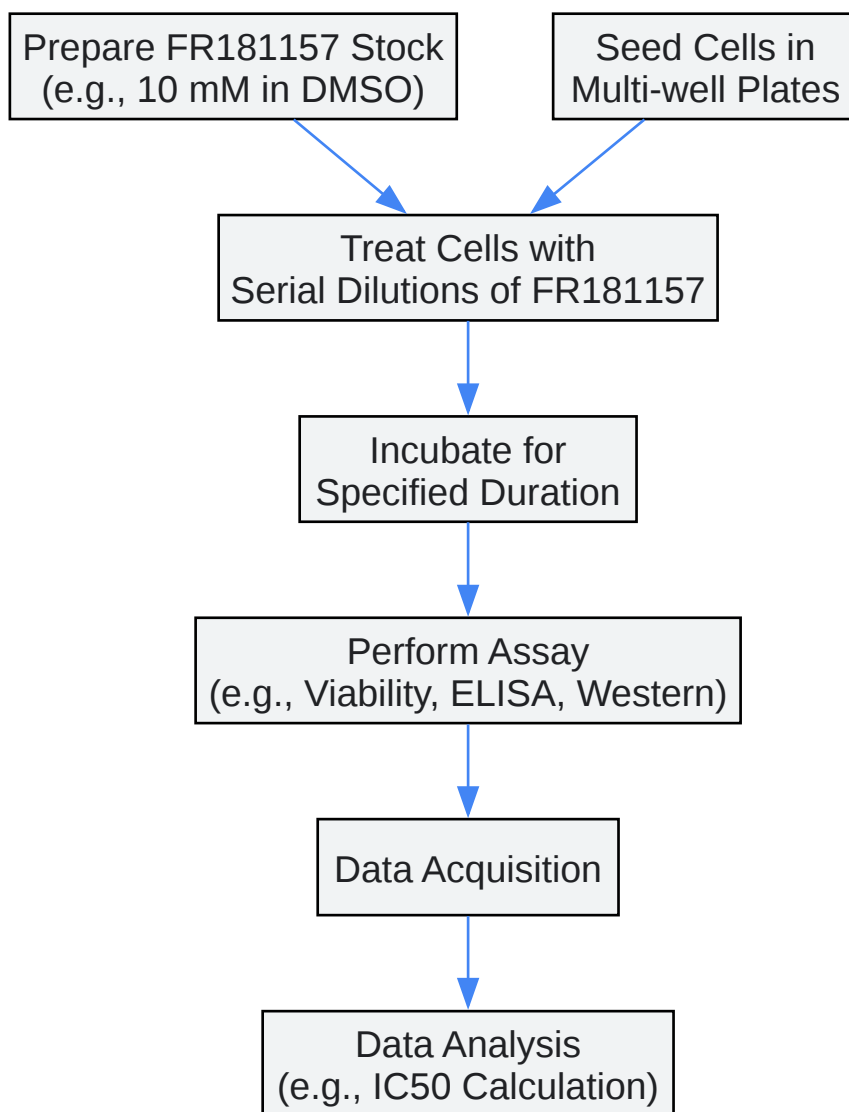 Prepare FR181157 Stock
(e.g., 10 mM in DMSO)
Seed Cells in
Multi-well Plates
Treat Cells with
Serial Dilutions of FR181157
Incubate for
Specified Duration
Perform Assay
(e.g., Viability, ELISA, Western)
Data Acquisition
Data Analysis
(e.g., IC50 Calculation)